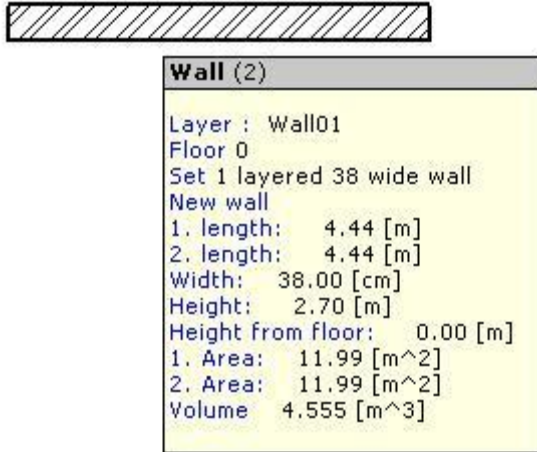 Wall (2)
Layer : Wall01
Floor 0
Set 1 layered 38 wide wall
New wall
1. length: 4.44 [m]
2. length: 4.44 [m]
Width: 38.00 [cm]
Height: 2.70 [m]
Height from floor: 0.00 [m]
1. Area: 11.99 [m^2]
2. Area: 11.99 [m^2]
Volume 4.555 [m^3]